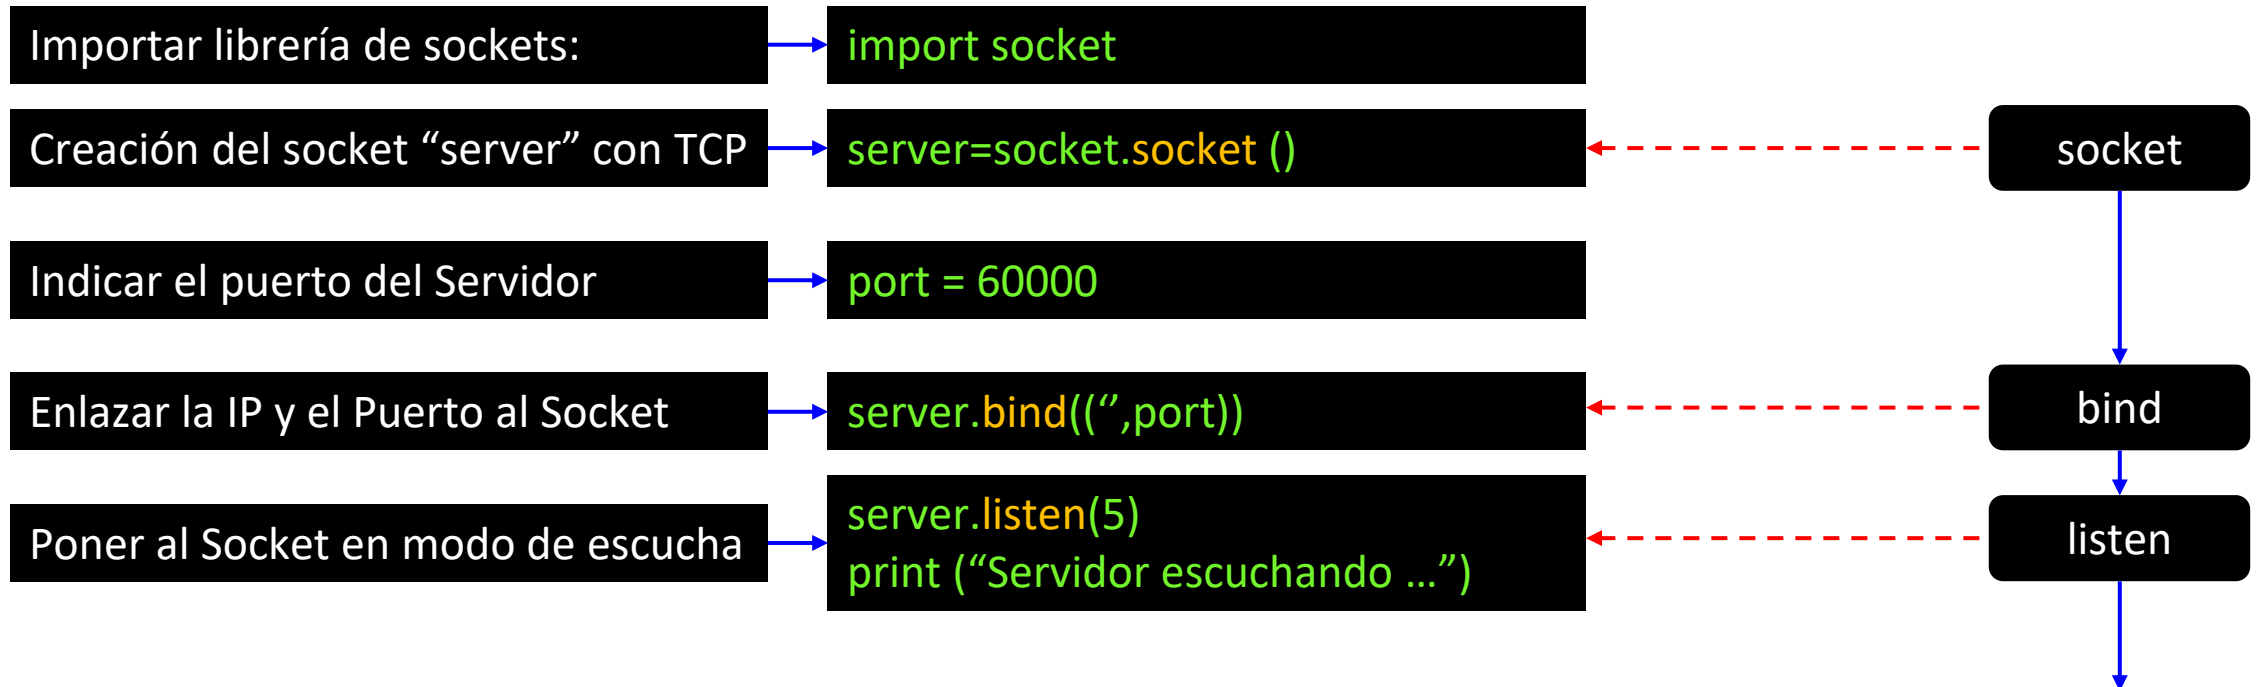 Importar librería de sockets:
import socket
Creación del socket “server” con TCP
server=socket.socket ()
socket
Indicar el puerto del Servidor
port = 60000
Enlazar la IP y el Puerto al Socket
server.bind((‘’,port))
bind
Poner al Socket en modo de escucha
server.listen(5)
print (“Servidor escuchando …”)
listen